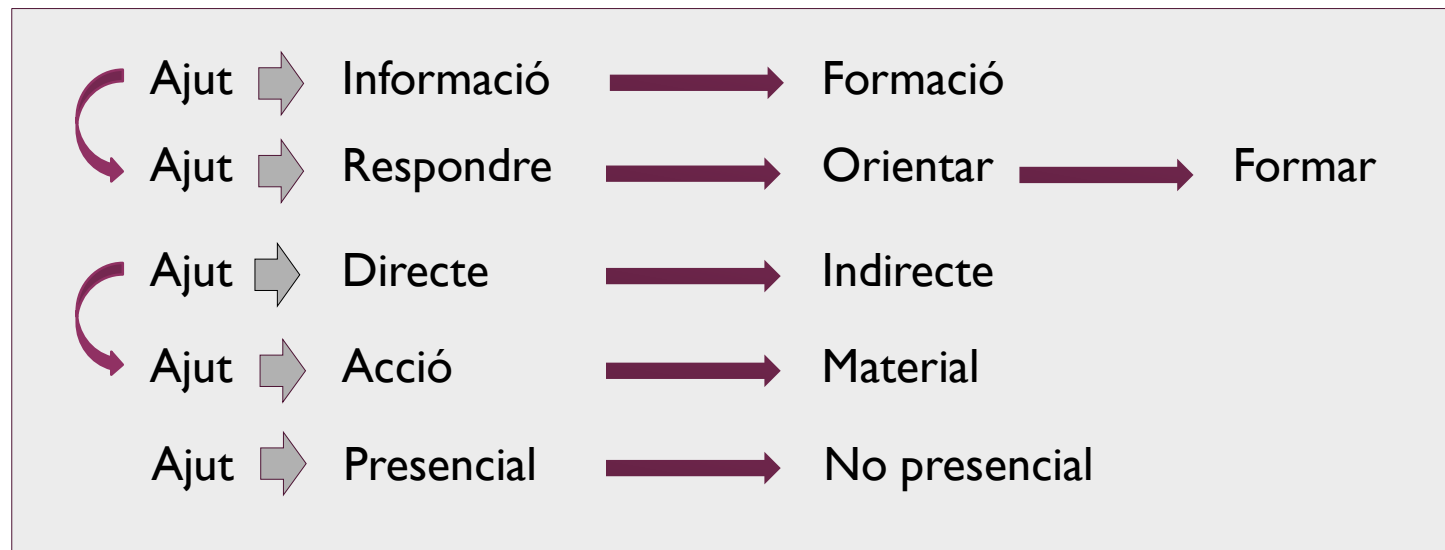 Ajut Informació Formació
Ajut Respondre Orientar Formar
Ajut Directe Indirecte
Ajut Acció Material
Ajut Presencial No presencial